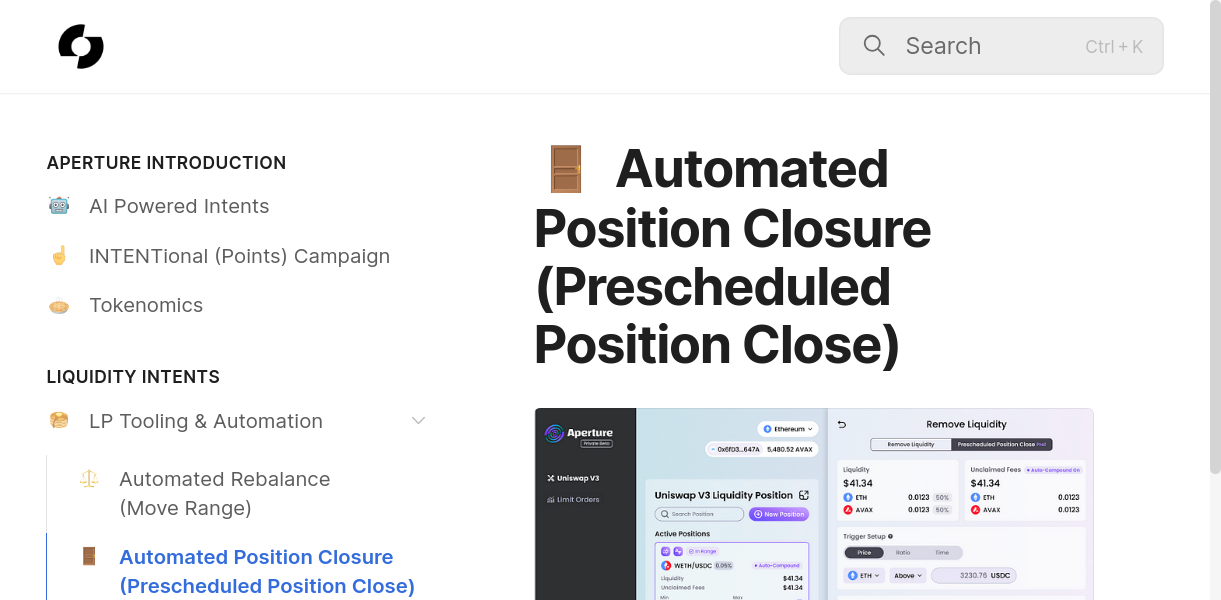 Search
Ctrl + K
APERTURE INTRODUCTION
AI Powered Intents
INTENTional (Points) Campaign
Tokenomics
LIQUIDITY INTENTS
LP Tooling & Automation
Automated Rebalance
(Move Range)
Automated Position Closure
(Prescheduled Position Close)
Automated
Position Closure
(Prescheduled
Position Close)
Aperture
Private Beta
Uniswap V3
Limit Orders
Ethereum
0x6fD3...647A 5,480.52 AVAX
Uniswap V3 Liquidity Position
Search Position
New Position
Active Positions
In Range
WETH/USDC 0.05% Auto-Compound
Liquidity $41.34
Unclaimed Fees $41.34
Min Max
Remove Liquidity
Remove Liquidity Prescheduled Position Close
Liquidity
$41.34
ETH 0.0123 50%
AVAX 0.0123 50%
Unclaimed Fees Auto-Compound On
$41.34
ETH 0.0123
AVAX 0.0123
Trigger Setup
Price Ratio Time
ETH Above 3230.76 USDC